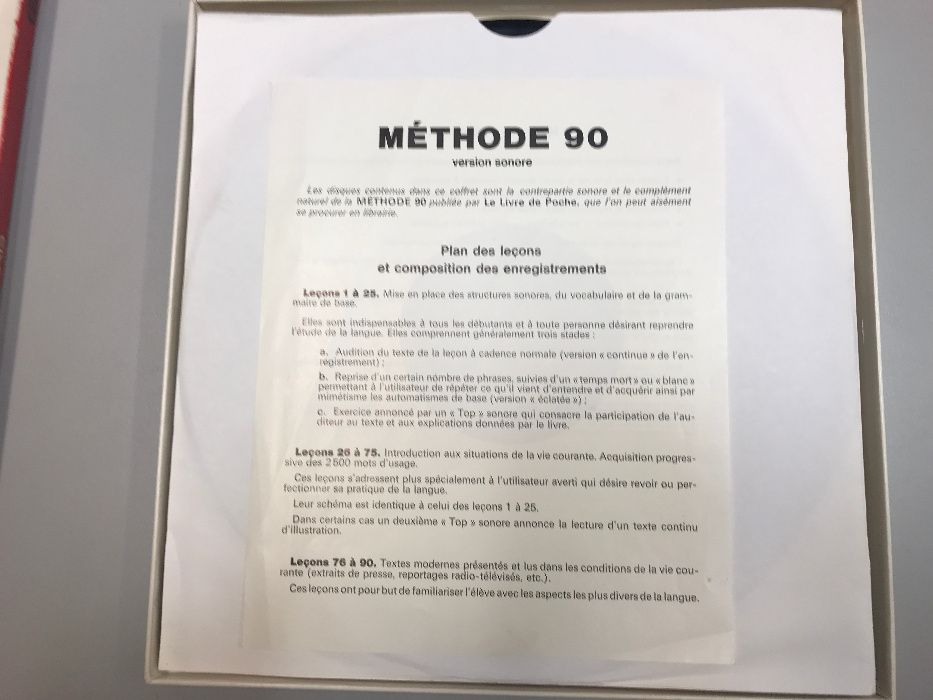 MÉTHODE 90
version sonore
Les disques contenus dans ce coffret sont la contrepartie sonore et le complément
naturel de la MÉTHODE 90 publiée par Le Livre de Poche, que l'on peut aisément
se procurer en librairie.
Plan des leçons
et composition des enregistrements
Leçons 1 à 25. Mise en place des structures sonores, du vocabulaire et de la gram-
maire de base.
Elles sont indispensables à tous les débutants et à toute personne désirant reprendre
l'étude de la langue. Elles comprennent généralement trois stades :
a. Audition du texte de la leçon à cadence normale (version « continue » de l'en-
registrement) ;
b. Reprise d'un certain nombre de phrases, suivies d'un « temps mort » ou « blanc »
permettant à l'utilisateur de répéter ce qu'il vient d'entendre et d'acquérir ainsi par
mimétisme les automatismes de base (version « éclatée ») ;
c. Exercice annoncé par un « Top » sonore qui consacre la participation de l'au-
diteur au texte et aux explications données par le livre.
Leçons 26 à 75. Introduction aux situations de la vie courante. Acquisition progres-
sive des 2 500 mots d'usage.
Ces leçons s'adressent plus spécialement à l'utilisateur averti qui désire revoir ou per-
fectionner sa pratique de la langue.
Leur schéma est identique à celui des leçons 1 à 25.
Dans certains cas un deuxième « Top » sonore annonce la lecture d'un texte continu
d'illustration.
Leçons 76 à 90. Textes modernes présentés et lus dans les conditions de la vie cou-
rante (extraits de presse, reportages radio-télévisés, etc.).
Ces leçons ont pour but de familiariser l'élève avec les aspects les plus divers de la langue.